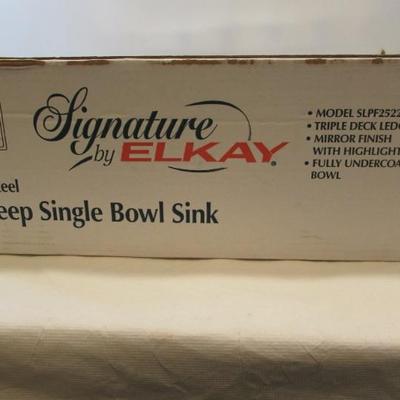 Signature
by ELKAY®
• MODEL SLPF2522
• TRIPLE DECK LEDG
• MIRROR FINISH
WITH HIGHLIGHT
• FULLY UNDERCOA
BOWL
eel
eep Single Bowl Sink